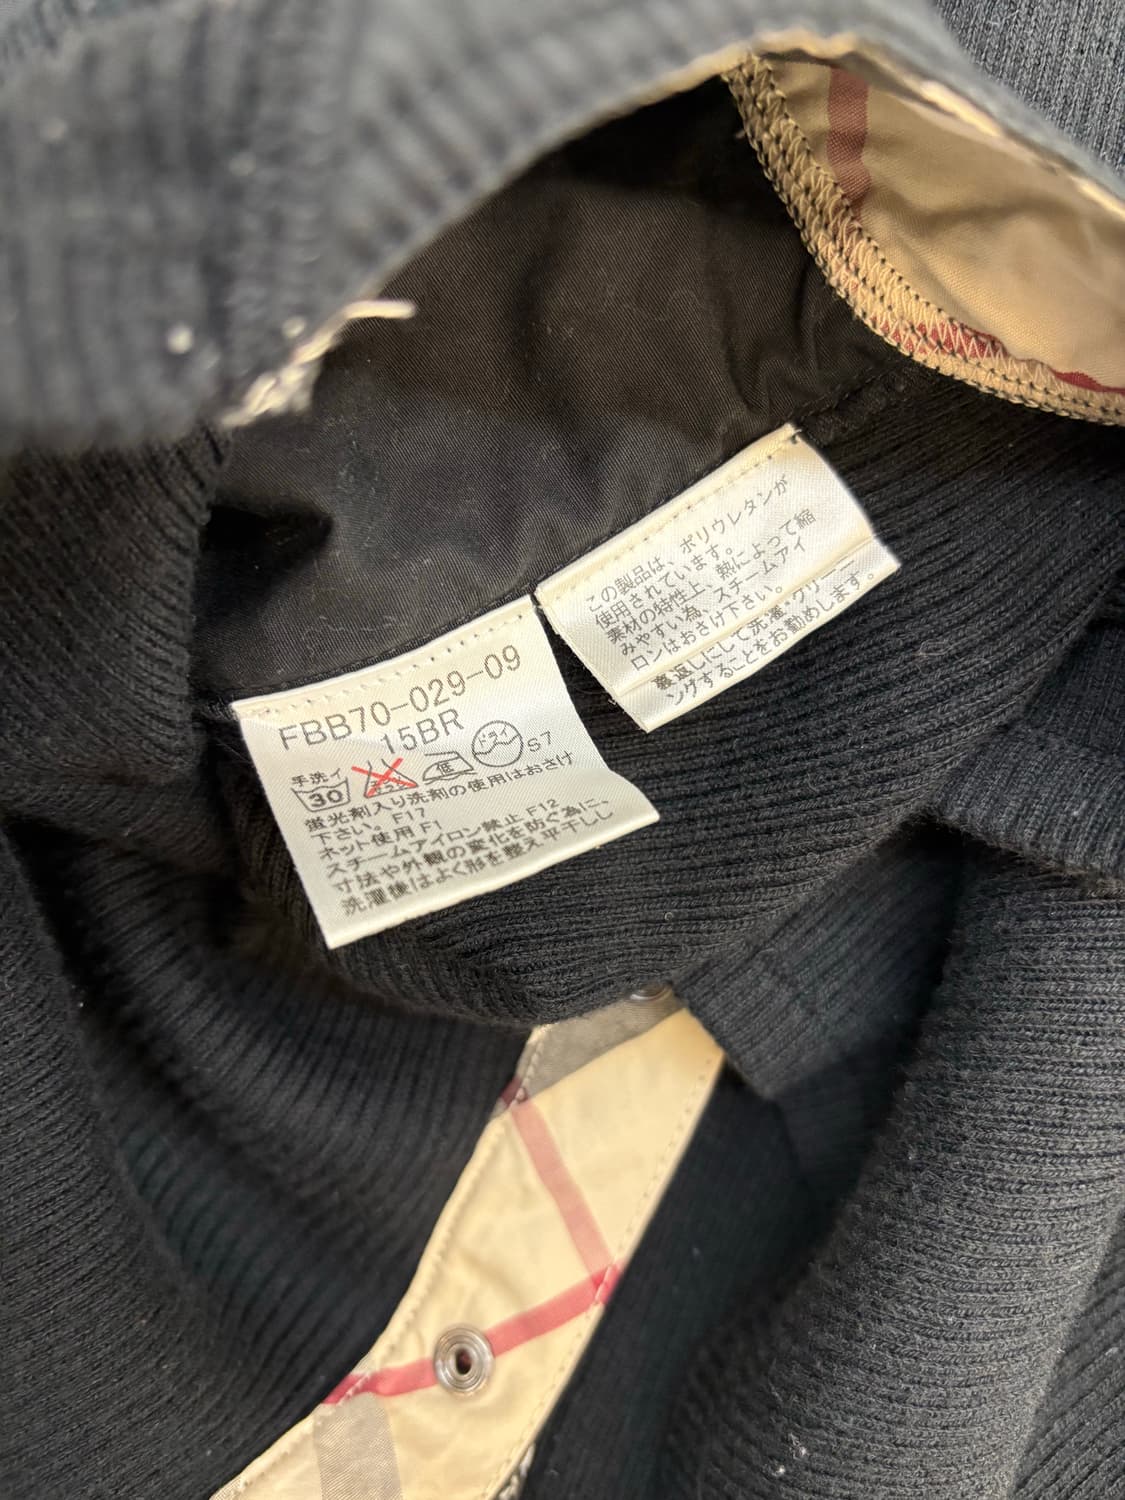 FBB70-029-09
15BR
手洗イ
30
低
ドライ
S7
蛍光剤入り洗剤の使用はおさけ
下さい。F17
ネット使用 F1
スチームアイロン禁止 F12
寸法や外観の変化を防ぐ為に、
洗濯後はよく形を整え平干しし
この製品は、ポリウレタンが
使用されています。
素材の特性上、熱によって縮
みやすい為、スチームアイ
ロンはおさけ下さい。
裏返しにして洗濯・クリーニ
ングすることをお勧めします。